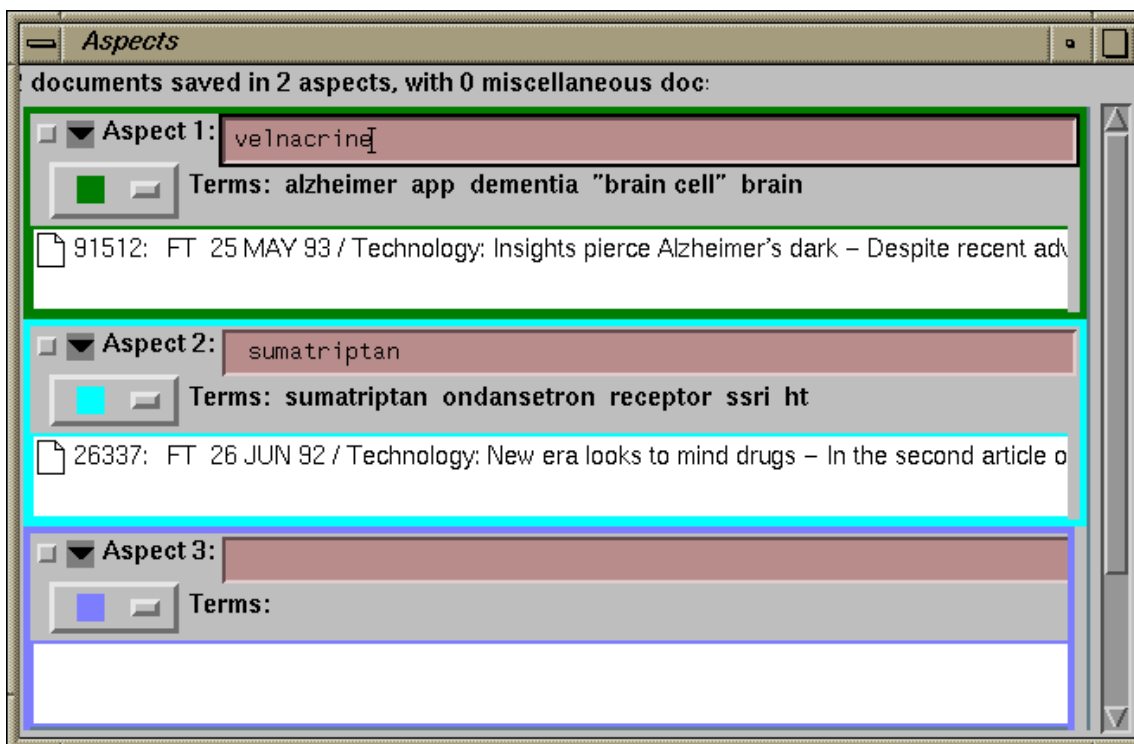 Aspects
documents saved in 2 aspects, with 0 miscellaneous doc
Aspect 1: velnacrine
Terms: alzheimer app dementia "brain cell" brain
91512: FT 25 MAY 93 / Technology: Insights pierce Alzheimer's dark – Despite recent adv
Aspect 2: sumatriptan
Terms: sumatriptan ondansetron receptor ssri ht
26337: FT 26 JUN 92 / Technology: New era looks to mind drugs – In the second article o
Aspect 3:
Terms: